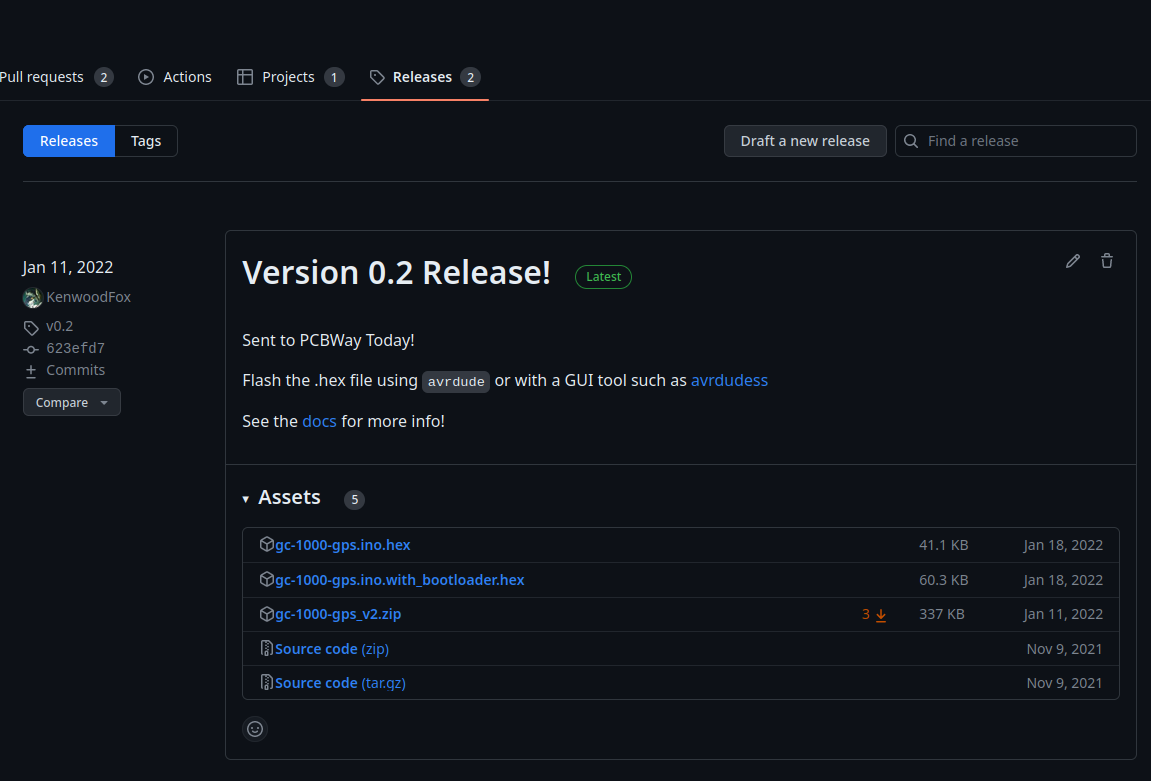 Pull requests 2 Actions Projects 1 Releases 2
Releases Tags Draft a new release Find a release
Jan 11, 2022
KenwoodFox
v0.2
623efd7
Commits
Compare
Version 0.2 Release! Latest
Sent to PCBWay Today!
Flash the .hex file using avrdude or with a GUI tool such as avrdudess
See the docs for more info!
Assets 5
gc-1000-gps.ino.hex 41.1 KB Jan 18, 2022
gc-1000-gps.ino.with_bootloader.hex 60.3 KB Jan 18, 2022
gc-1000-gps_v2.zip 3 337 KB Jan 11, 2022
Source code (zip) Nov 9, 2021
Source code (tar.gz) Nov 9, 2021